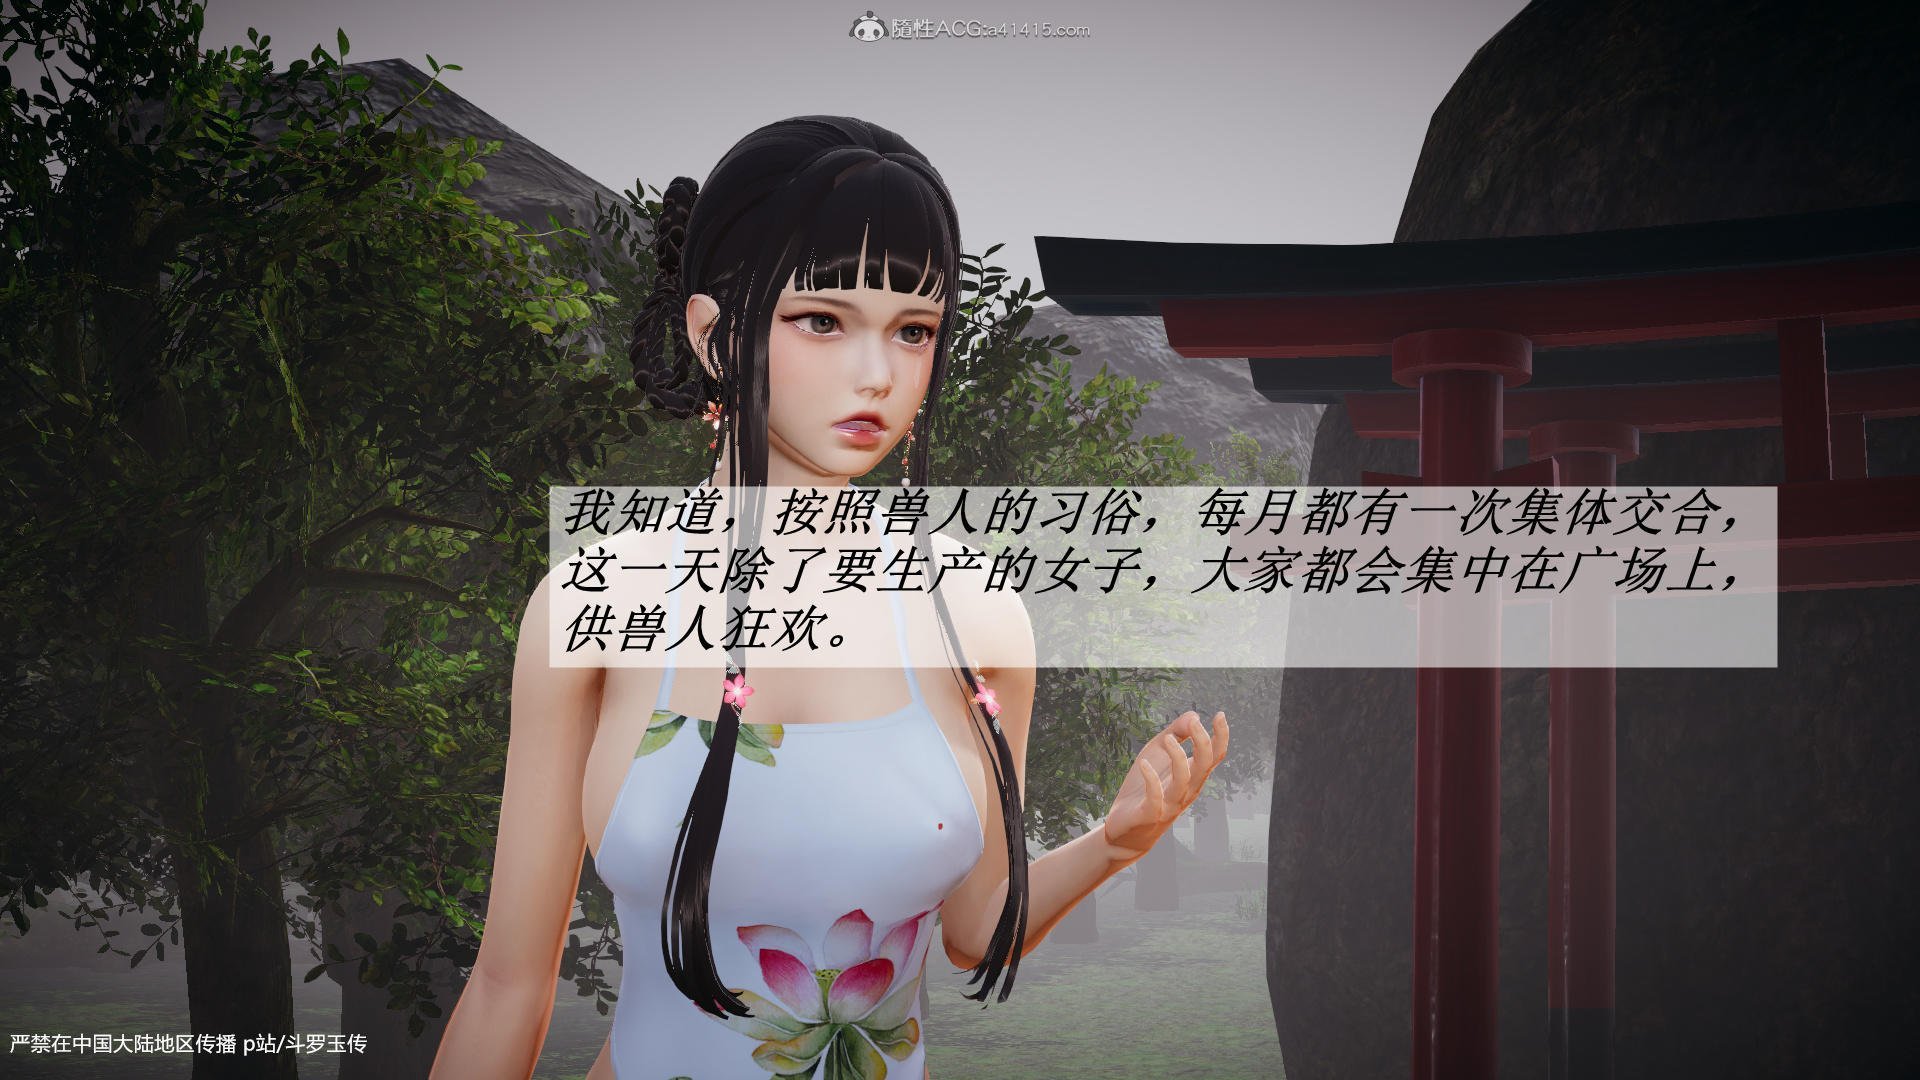 隨性ACG:a41415.com
我知道，按照兽人的习俗，每月都有一次集体交合，
这一天除了要生产的女子，大家都会集中在广场上，
供兽人狂欢。
严禁在中国大陆地区传播 p站/斗罗玉传